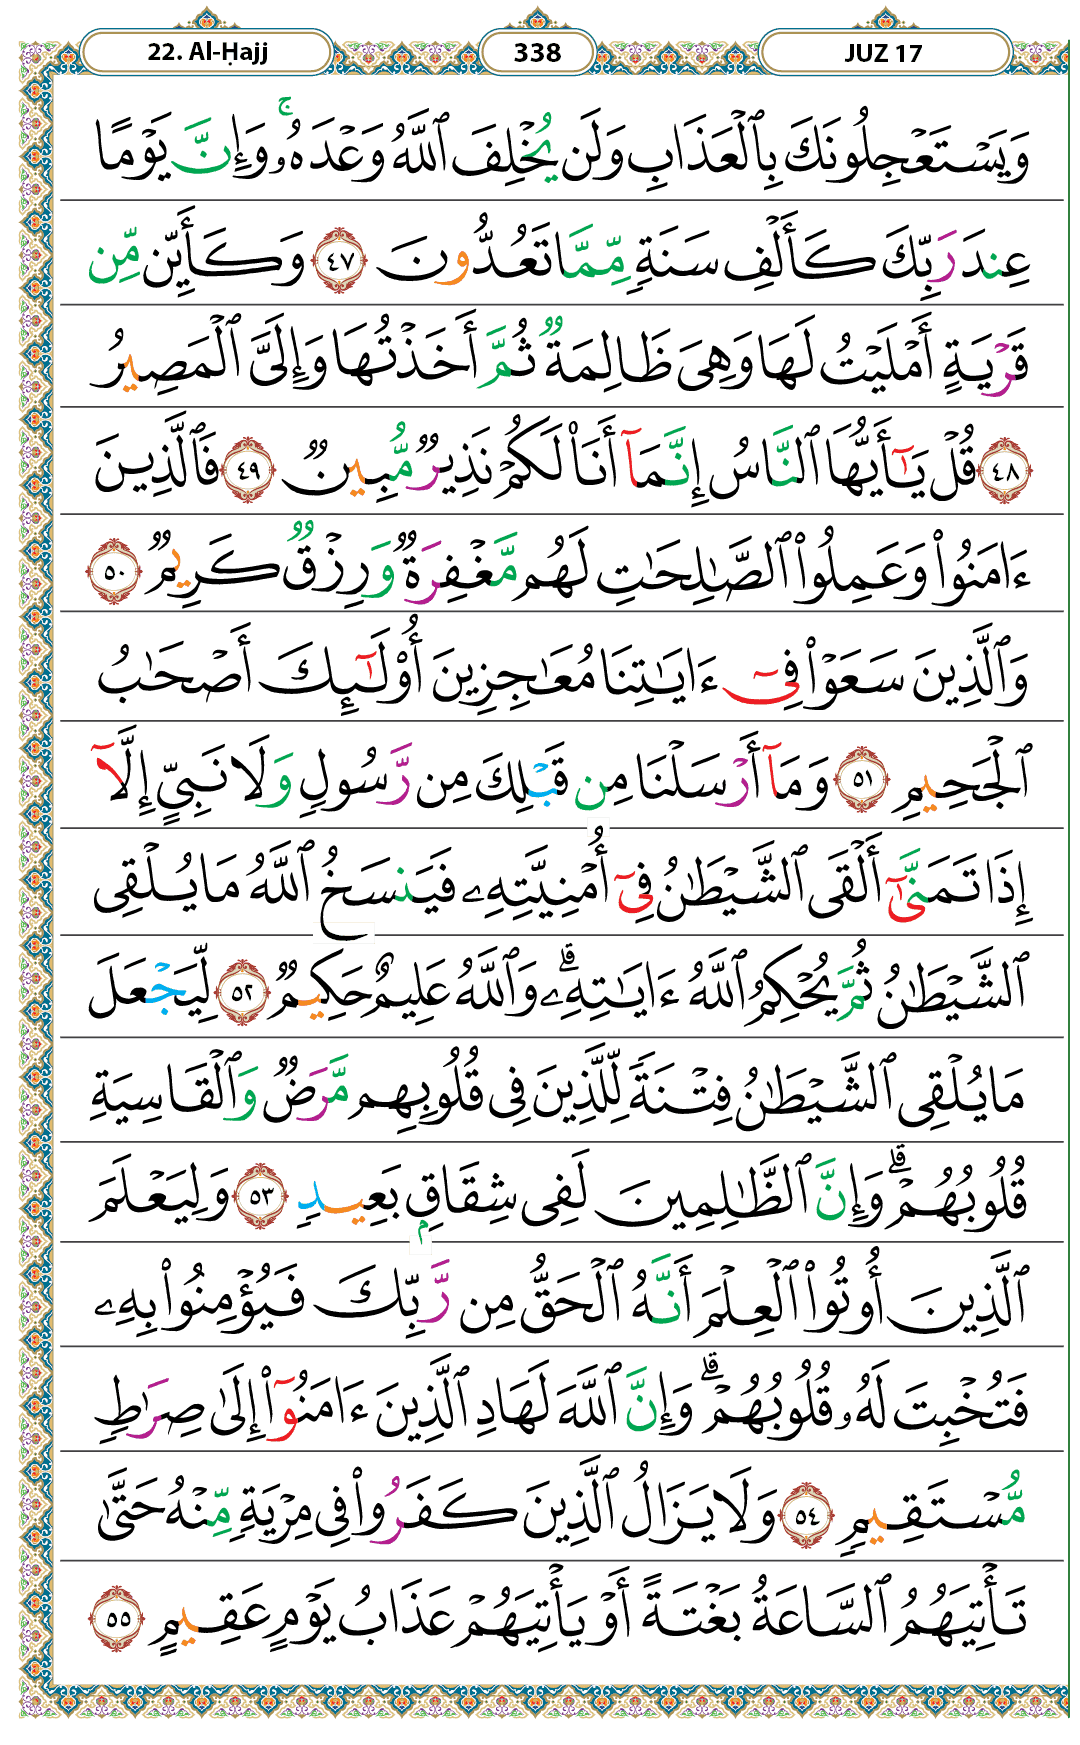 22. Al-Ḥajj
338
JUZ 17
وَيَسْتَعْجِلُونَكَ بِٱلْعَذَابِ وَلَن يُخْلِفَ ٱللَّهُ وَعْدَهُۥ ۚ وَإِنَّ يَوْمًا
عِندَ رَبِّكَ كَأَلْفِ سَنَةٍ مِّمَّا تَعُدُّونَ ٤٧ وَكَأَيِّن مِّن
قَرْيَةٍ أَمْلَيْتُ لَهَا وَهِىَ ظَالِمَةٌ ثُمَّ أَخَذْتُهَا وَإِلَىَّ ٱلْمَصِيرُ
٤٨ قُلْ يَـٰٓأَيُّهَا ٱلنَّاسُ إِنَّمَآ أَنَا۠ لَكُمْ نَذِيرٌ مُّبِينٌ ٤٩ فَٱلَّذِينَ
ءَامَنُوا۟ وَعَمِلُوا۟ ٱلصَّـٰلِحَـٰتِ لَهُم مَّغْفِرَةٌ وَرِزْقٌ كَرِيمٌ ٥٠
وَٱلَّذِينَ سَعَوْا۟ فِىٓ ءَايَـٰتِنَا مُعَـٰجِزِينَ أُو۟لَـٰٓئِكَ أَصْحَـٰبُ
ٱلْجَحِيمِ ٥١ وَمَآ أَرْسَلْنَا مِن قَبْلِكَ مِن رَّسُولٍ وَلَا نَبِىٍّ إِلَّآ
إِذَا تَمَنَّىٰٓ أَلْقَى ٱلشَّيْطَـٰنُ فِىٓ أُمْنِيَّتِهِۦ فَيَنسَخُ ٱللَّهُ مَا يُلْقِى
ٱلشَّيْطَـٰنُ ثُمَّ يُحْكِمُ ٱللَّهُ ءَايَـٰتِهِۦ ۗ وَٱللَّهُ عَلِيمٌ حَكِيمٌ ٥٢ لِّيَجْعَلَ
مَا يُلْقِى ٱلشَّيْطَـٰنُ فِتْنَةً لِّلَّذِينَ فِى قُلُوبِهِم مَّرَضٌ وَٱلْقَاسِيَةِ
قُلُوبُهُمْ ۗ وَإِنَّ ٱلظَّـٰلِمِينَ لَفِى شِقَاقٍۭ بَعِيدٍ ٥٣ وَلِيَعْلَمَ
ٱلَّذِينَ أُوتُوا۟ ٱلْعِلْمَ أَنَّهُ ٱلْحَقُّ مِن رَّبِّكَ فَيُؤْمِنُوا۟ بِهِۦ
فَتُخْبِتَ لَهُۥ قُلُوبُهُمْ ۗ وَإِنَّ ٱللَّهَ لَهَادِ ٱلَّذِينَ ءَامَنُوٓا۟ إِلَىٰ صِرَٰطٍ
مُّسْتَقِيمٍ ٥٤ وَلَا يَزَالُ ٱلَّذِينَ كَفَرُوا۟ فِى مِرْيَةٍ مِّنْهُ حَتَّىٰ
تَأْتِيَهُمُ ٱلسَّاعَةُ بَغْتَةً أَوْ يَأْتِيَهُمْ عَذَابُ يَوْمٍ عَقِيمٍ ٥٥